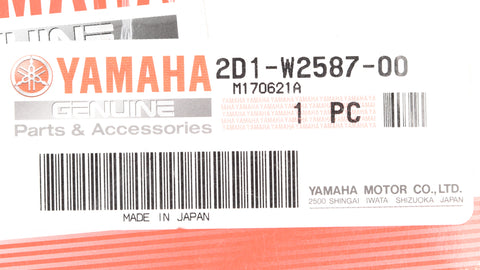 YAMAHA
YAMAHA 2D1-W2587-00
M170621A
GENUINE
1 PC
Parts & Accessories
YAMAHA MOTOR CO.,LTD.
2500 SHINGAI IWATA SHIZUOKA JAPAN
MADE IN JAPAN